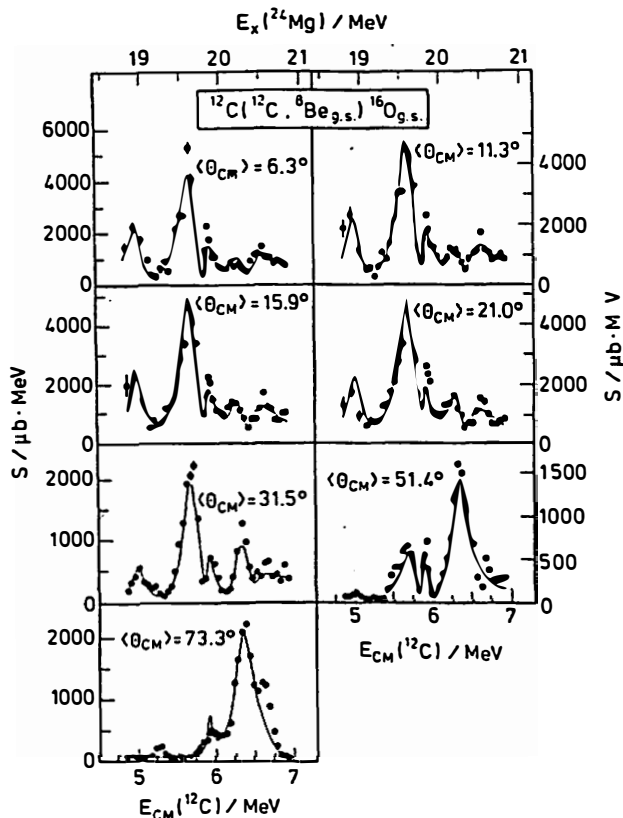 E_x(²⁴Mg) / MeV
19 20 21 19 20 21
¹²C(¹²C, ⁸Be_g.s.)¹⁶O_g.s.
6000
4000
2000
0
⟨θ_CM⟩ = 6.3°
⟨θ_CM⟩ = 11.3°
4000
2000
0
4000
2000
0
⟨θ_CM⟩ = 15.9°
⟨θ_CM⟩ = 21.0°
4000
2000
0
S / μb·MeV
S / μb·M V
2000
1000
0
⟨θ_CM⟩ = 31.5°
⟨θ_CM⟩ = 51.4°
1500
1000
500
0
5 6 7
E_CM(¹²C) / MeV
2000
1000
0
⟨θ_CM⟩ = 73.3°
5 6 7
E_CM(¹²C) / MeV